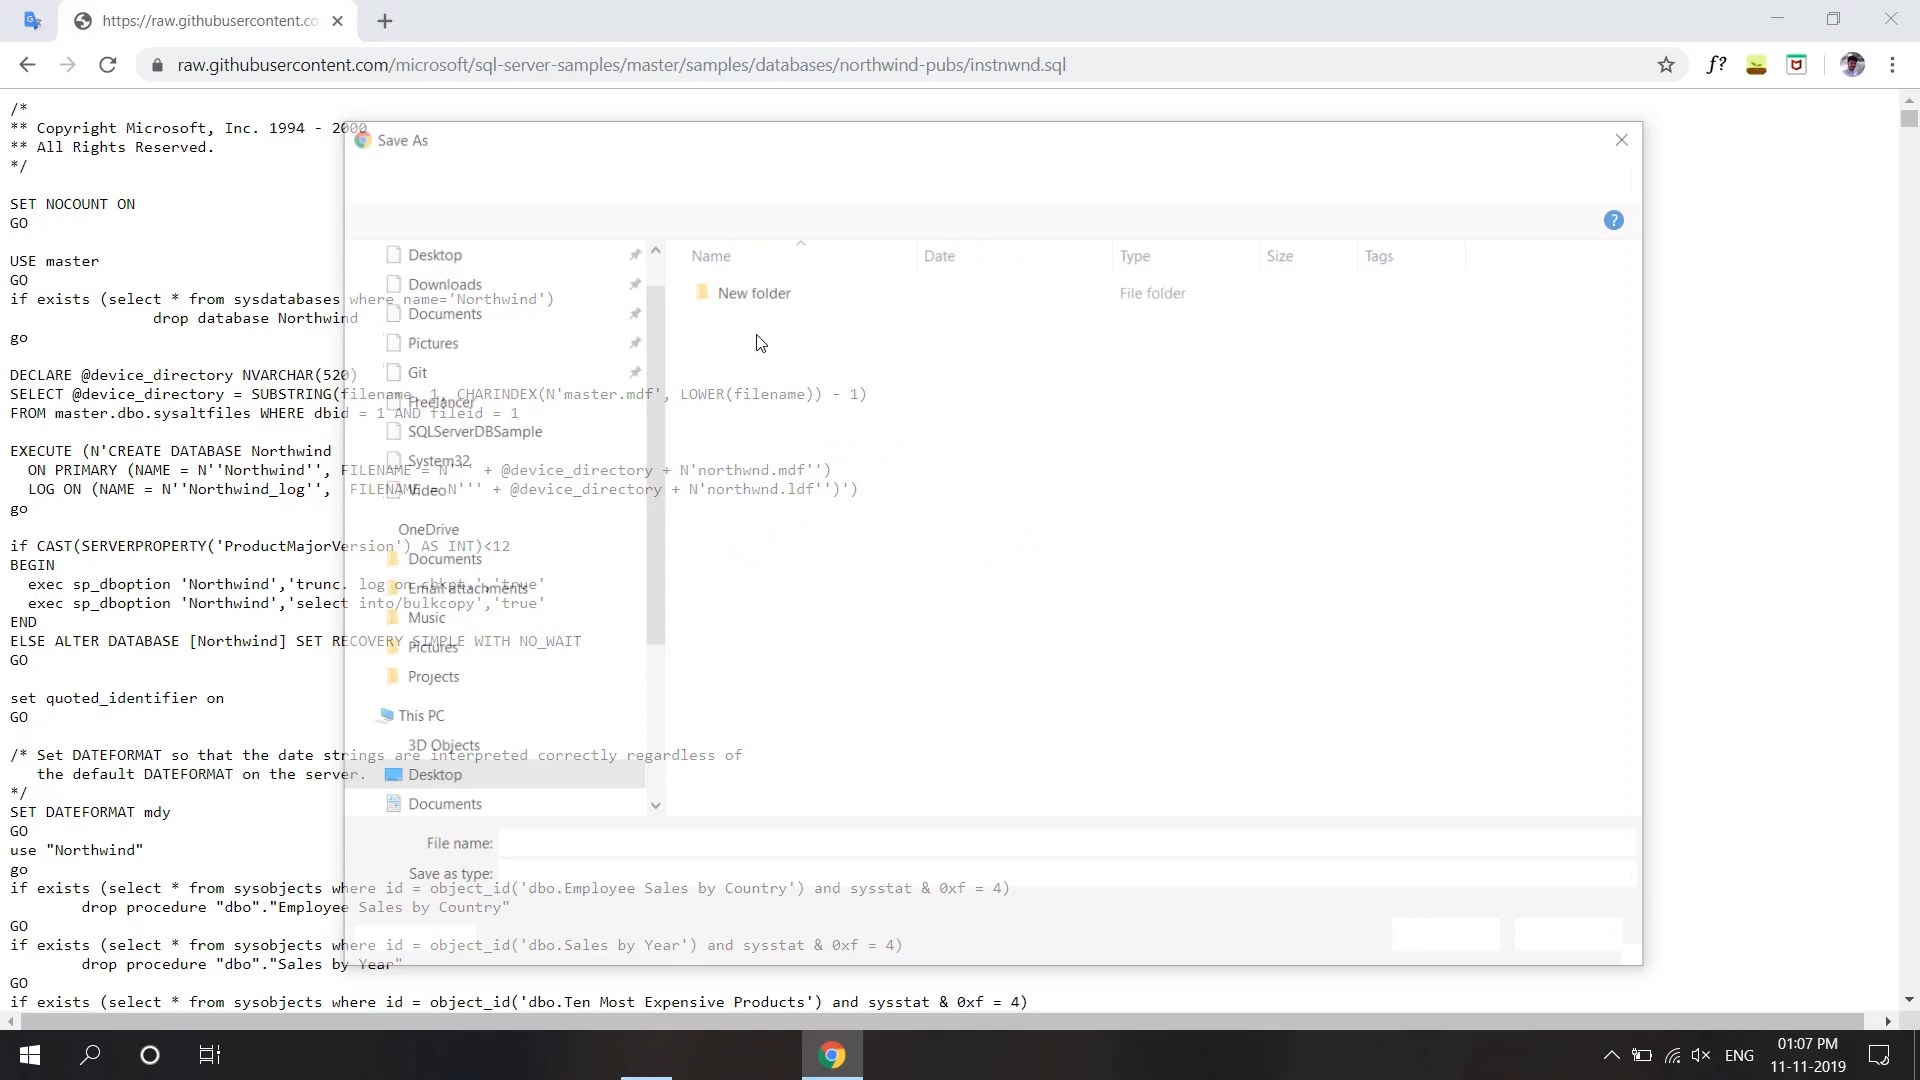 https://raw.githubusercontent.co
raw.githubusercontent.com/microsoft/sql-server-samples/master/samples/databases/northwind-pubs/instnwnd.sql
f?
/*
** Copyright Microsoft, Inc. 1994 - 2000
** All Rights Reserved.
*/
SET NOCOUNT ON
GO
USE master
GO
if exists (select * from sysdatabases where name='Northwind')
drop database Northwind
go
DECLARE @device_directory NVARCHAR(520)
SELECT @device_directory = SUBSTRING(filename, 1, CHARINDEX(N'master.mdf', LOWER(filename)) - 1)
FROM master.dbo.sysaltfiles WHERE dbid = 1 AND fileid = 1
EXECUTE (N'CREATE DATABASE Northwind
ON PRIMARY (NAME = N''Northwind'', FILENAME = N''' + @device_directory + N'northwnd.mdf'')
LOG ON (NAME = N''Northwind_log'',  FILENAME = N''' + @device_directory + N'northwnd.ldf'')')
go
if CAST(SERVERPROPERTY('ProductMajorVersion') AS INT)<12
BEGIN
exec sp_dboption 'Northwind','trunc. log on chkpt.','true'
exec sp_dboption 'Northwind','select into/bulkcopy','true'
END
ELSE ALTER DATABASE [Northwind] SET RECOVERY SIMPLE WITH NO_WAIT
GO
set quoted_identifier on
GO
/* Set DATEFORMAT so that the date strings are interpreted correctly regardless of
the default DATEFORMAT on the server.
*/
SET DATEFORMAT mdy
GO
use "Northwind"
go
if exists (select * from sysobjects where id = object_id('dbo.Employee Sales by Country') and sysstat & 0xf = 4)
drop procedure "dbo"."Employee Sales by Country"
GO
if exists (select * from sysobjects where id = object_id('dbo.Sales by Year') and sysstat & 0xf = 4)
drop procedure "dbo"."Sales by Year"
GO
if exists (select * from sysobjects where id = object_id('dbo.Ten Most Expensive Products') and sysstat & 0xf = 4)
Save As
?
Name Date Type Size Tags
New folder File folder
Desktop
Downloads
Documents
Pictures
Git
Freelancer
SQLServerDBSample
System32
Video
OneDrive
Documents
Email attachments
Music
Pictures
Projects
This PC
3D Objects
Desktop
Documents
File name:
Save as type:
ENG
01:07 PM
11-11-2019